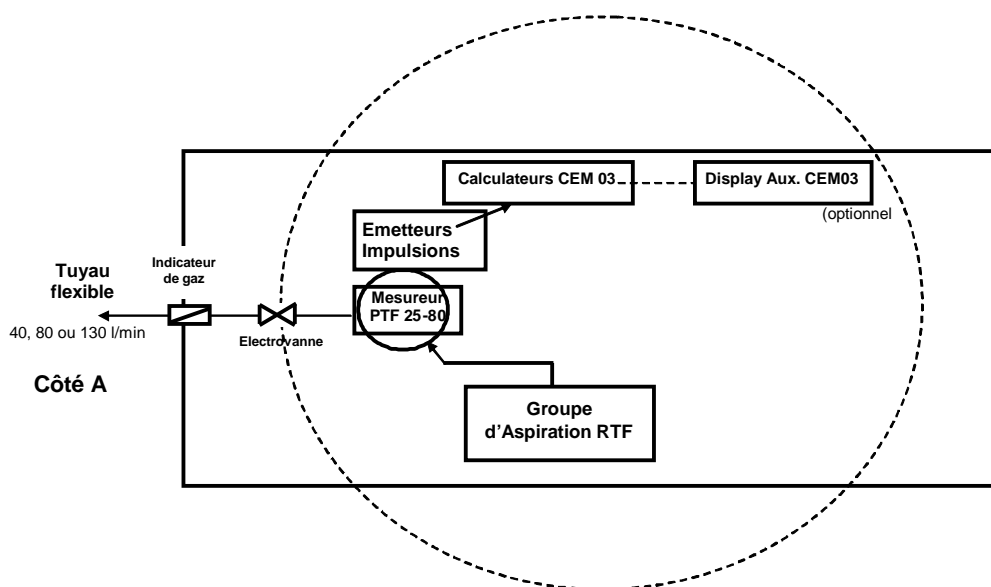 Calculateurs CEM 03
Display Aux. CEM03
(optionnel
Emetteurs
Impulsions
Indicateur
de gaz
Tuyau
flexible
Mesureur
PTF 25-80
40, 80 ou 130 l/min
Electrovanne
Côté A
Groupe
d'Aspiration RTF